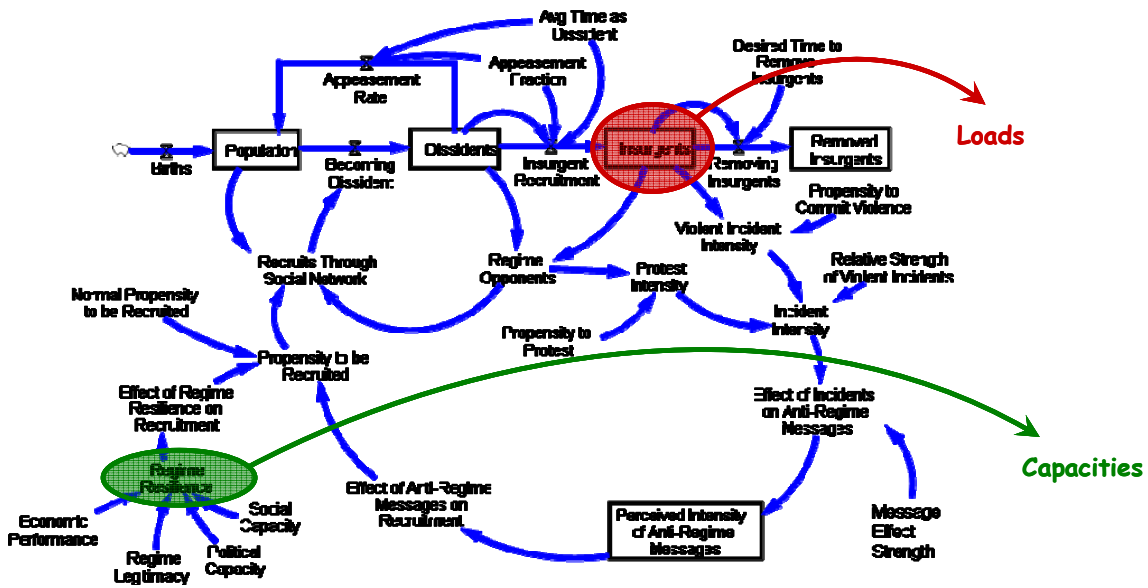 Avg Time as
Dissident
Desired Time to
Remove
Insurgents
Appeasement
Fraction
Appeasement
Rate
Loads
Births
Population
Becoming
Dissident
Dissidents
Insurgent
Recruitment
Insurgents
Removing
Insurgents
Removed
Insurgents
Propensity to
Commit Violence
Violent Incident
Intensity
Recruits Through
Social Network
Regime
Opponents
Protest
Intensity
Relative Strength
of Violent Incidents
Normal Propensity
to be Recruited
Incident
Intensity
Propensity to
Protest
Propensity to be
Recruited
Effect of Regime
Resilience on
Recruitment
Effect of Incidents
on Anti-Regime
Messages
Capacities
Regime
Resilience
Effect of Anti-Regime
Messages on
Recruitment
Social
Capacity
Economic
Performance
Regime
Legitimacy
Political
Capacity
Perceived Intensity
of Anti-Regime
Messages
Message
Effect
Strength